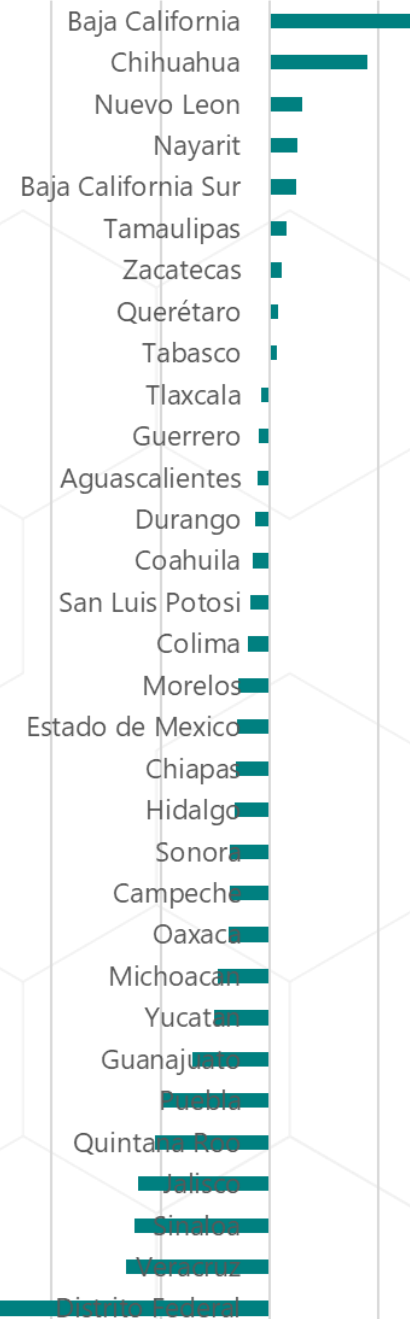 Baja California
Chihuahua
Nuevo Leon
Nayarit
Baja California Sur
Tamaulipas
Zacatecas
Querétaro
Tabasco
Tlaxcala
Guerrero
Aguascalientes
Durango
Coahuila
San Luis Potosi
Colima
Morelos
Estado de Mexico
Chiapas
Hidalgo
Sonora
Campeche
Oaxaca
Michoacan
Yucatan
Guanajuato
Puebla
Quintana Roo
Jalisco
Sinaloa
Veracruz
Distrito Federal